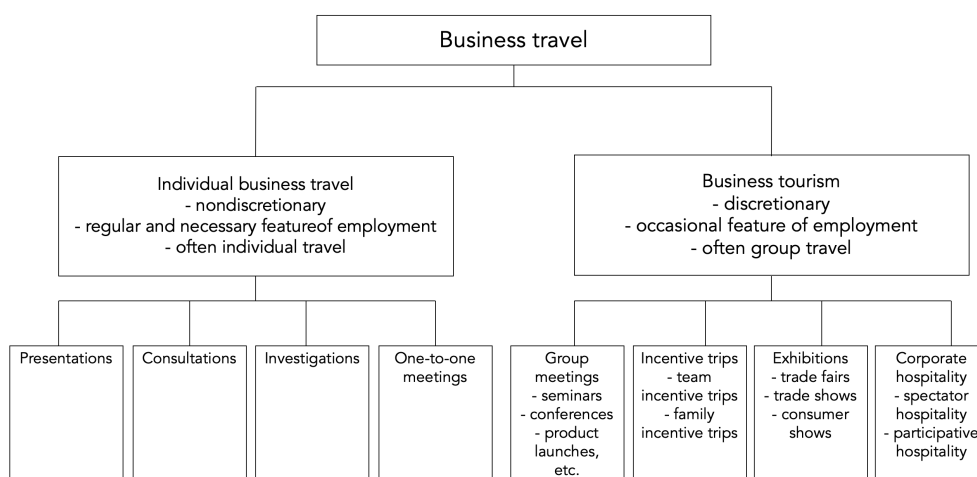 Business travel
Individual business travel
- nondiscretionary
- regular and necessary featureof employment
- often individual travel
Business tourism
- discretionary
- occasional feature of employment
- often group travel
Presentations
Consultations
Investigations
One-to-one
meetings
Group
meetings
- seminars
- conferences
- product
launches,
etc.
Incentive trips
- team
incentive trips
- family
incentive trips
Exhibitions
- trade fairs
- trade shows
- consumer
shows
Corporate
hospitality
- spectator
hospitality
- participative
hospitality